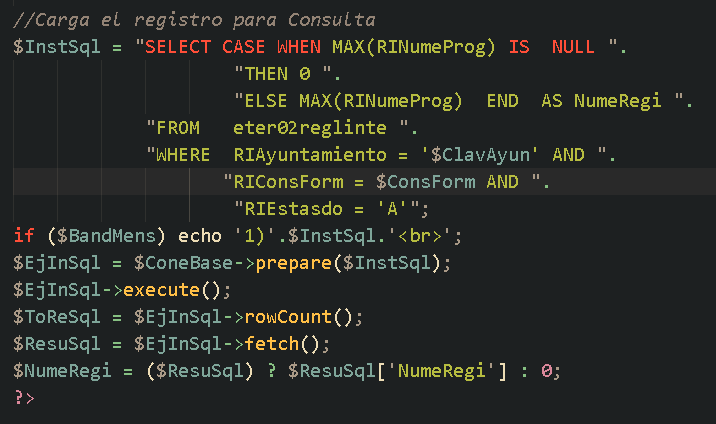 //Carga el registro para Consulta
$InstSql = "SELECT CASE WHEN MAX(RINumeProg) IS  NULL ".
"THEN 0 ".
"ELSE MAX(RINumeProg)  END  AS NumeRegi ".
"FROM   eter02reglinte ".
"WHERE  RIAyuntamiento = '$ClavAyun' AND ".
"RIConsForm = $ConsForm AND ".
"RIEstasdo = 'A'";
if ($BandMens) echo '1)'.$InstSql.'<br>';
$EjInSql = $ConeBase->prepare($InstSql);
$EjInSql->execute();
$ToReSql = $EjInSql->rowCount();
$ResuSql = $EjInSql->fetch();
$NumeRegi = ($ResuSql) ? $ResuSql['NumeRegi'] : 0;
?>